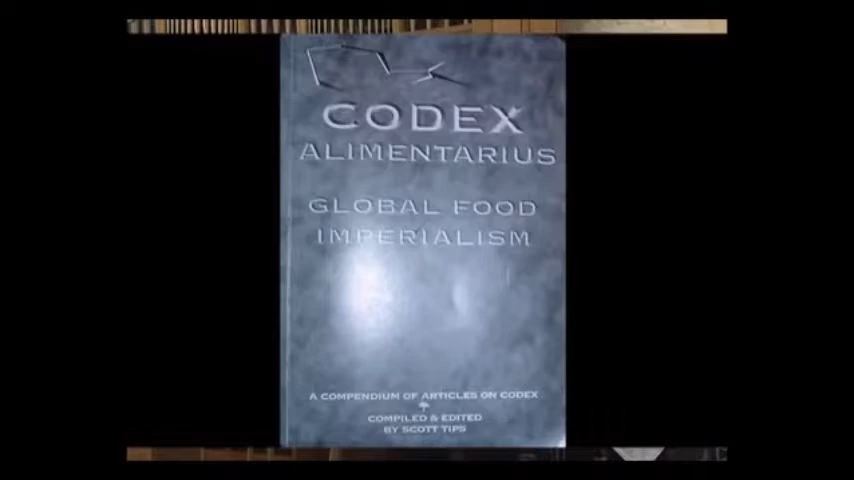 CODEX
ALIMENTARIUS
GLOBAL FOOD
IMPERIALISM
A COMPENDIUM OF ARTICLES ON CODEX
COMPILED & EDITED
BY SCOTT TIPS